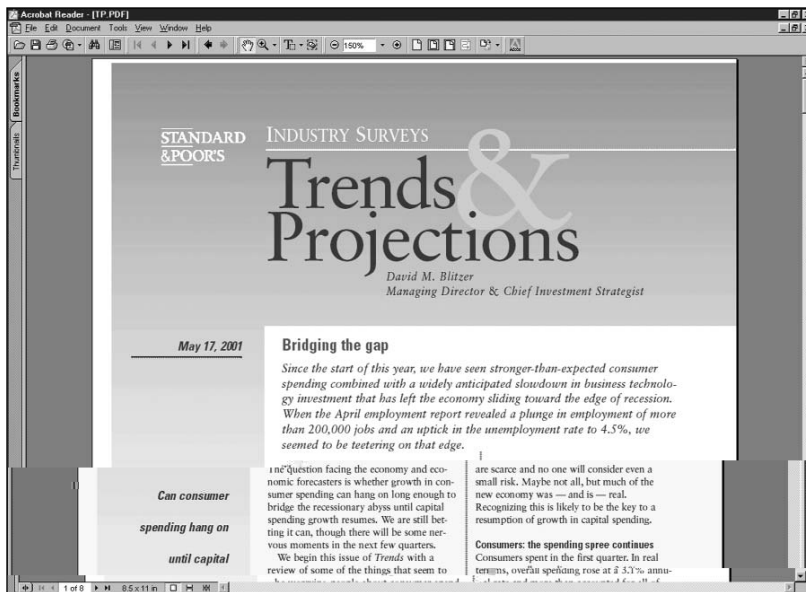 Acrobat Reader - [TP.PDF]
File Edit Document Tools View Window Help
150%
Bookmarks
Thumbnails
STANDARD
&POOR'S
INDUSTRY SURVEYS
Trends &
Projections
David M. Blitzer
Managing Director & Chief Investment Strategist
May 17, 2001
Bridging the gap
Since the start of this year, we have seen stronger-than-expected consumer
spending combined with a widely anticipated slowdown in business technolo-
gy investment that has left the economy sliding toward the edge of recession.
When the April employment report revealed a plunge in employment of more
than 200,000 jobs and an uptick in the unemployment rate to 4.5%, we
seemed to be teetering on that edge.
Can consumer
spending hang on
until capital
The question facing the economy and eco-
nomic forecasters is whether growth in con-
sumer spending can hang on long enough to
bridge the recessionary abyss until capital
spending growth resumes. We are still bet-
ting it can, though there will be some ner-
vous moments in the next few quarters.
We begin this issue of Trends with a
review of some of the things that seem to
are scarce and no one will consider even a
small risk. Maybe not all, but much of the
new economy was — and is — real.
Recognizing this is likely to be the key to a
resumption of growth in capital spending.
Consumers: the spending spree continues
Consumers spent in the first quarter. In real
terms, overall spending rose at a 3.1% annu-
1 of 8 8.5 x 11 in